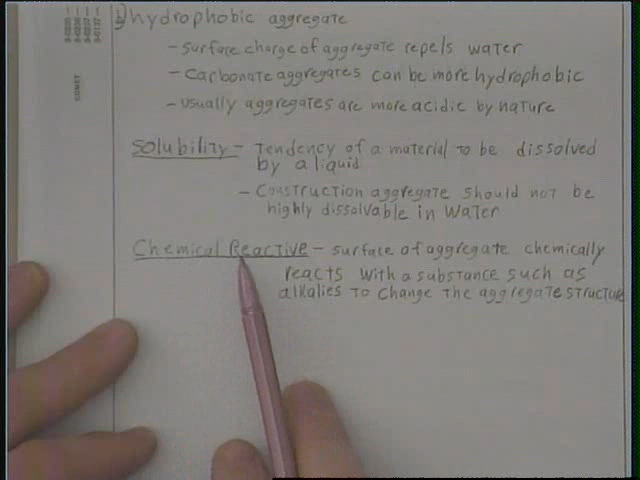 b) hydrophobic aggregate
- Surface charge of aggregate repels water
- Carbonate aggregates can be more hydrophobic
- usually aggregates are more acidic by nature
Solubility - Tendency of a material to be dissolved
by a liquid
- Construction aggregate should not be
highly dissolvable in water
Chemical Reactive - surface of aggregate chemically
reacts with a substance such as
alkalies to change the aggregate structure
COMET